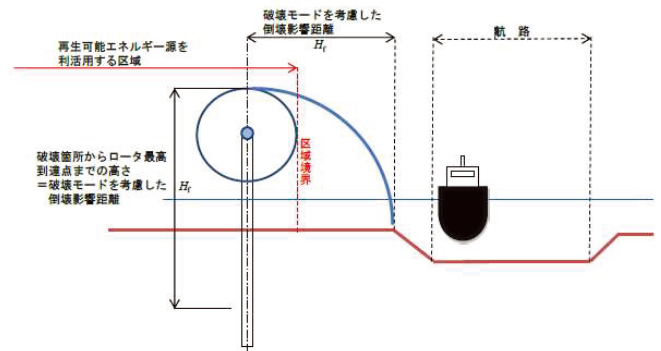 破壊モードを考慮した
倒壊影響距離
Hf
航 路
再生可能エネルギー源を
利活用する区域
破壊箇所からロータ最高
到達点までの高さ
=破壊モードを考慮した
倒壊影響距離
Hf
区域境界